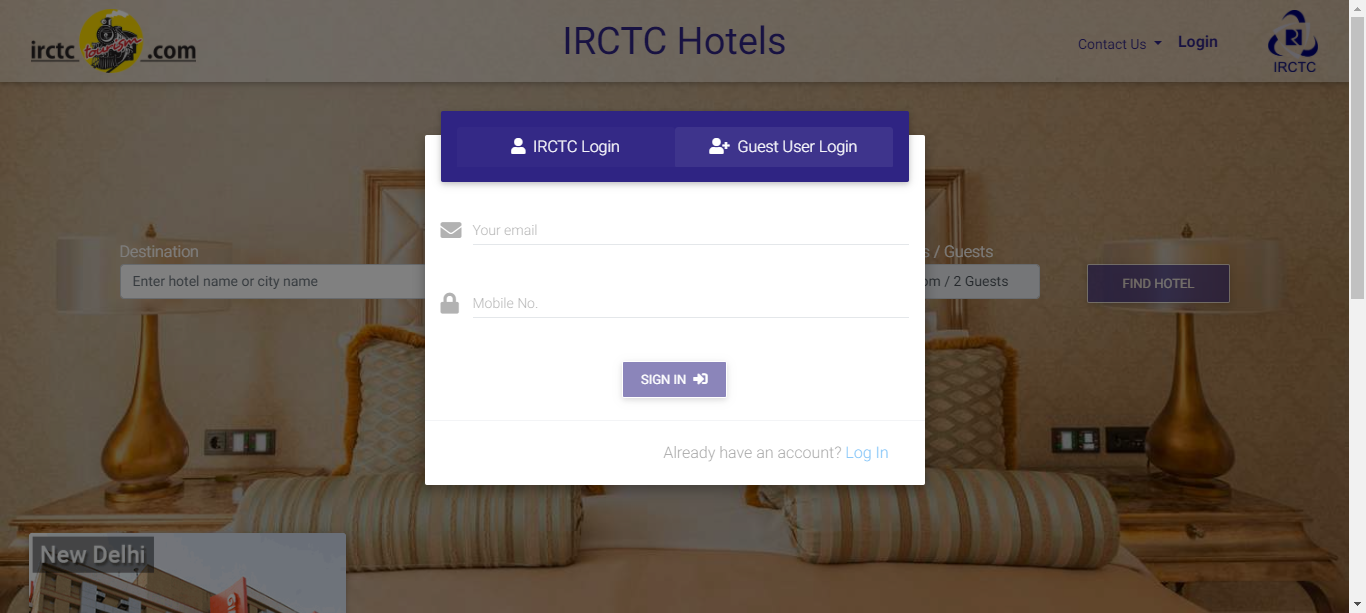 irctc tourism .com
IRCTC Hotels
Contact Us
Login
IRCTC
IRCTC Login
Guest User Login
Your email
Mobile No.
SIGN IN
Already have an account? Log In
Destination
Enter hotel name or city name
/ Guests
/ 2 Guests
FIND HOTEL
New Delhi